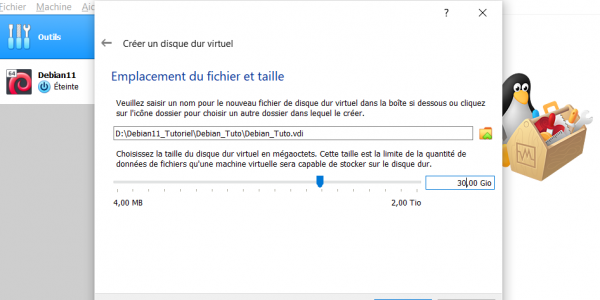 Fichier Machine
? ✕
Outils
← Créer un disque dur virtuel
64 Debian11
Éteinte
Emplacement du fichier et taille
Veuillez saisir un nom pour le nouveau fichier de disque dur virtuel dans la boîte si dessous ou cliquez
sur l'icône dossier pour choisir un autre dossier dans lequel le créer.
D:\Debian11_Tutoriel\Debian_Tuto\Debian_Tuto.vdi
Choisissez la taille du disque dur virtuel en mégaoctets. Cette taille est la limite de la quantité de
données de fichiers qu'une machine virtuelle sera capable de stocker sur le disque dur.
30,00 Gio
4,00 MB 2,00 Tio